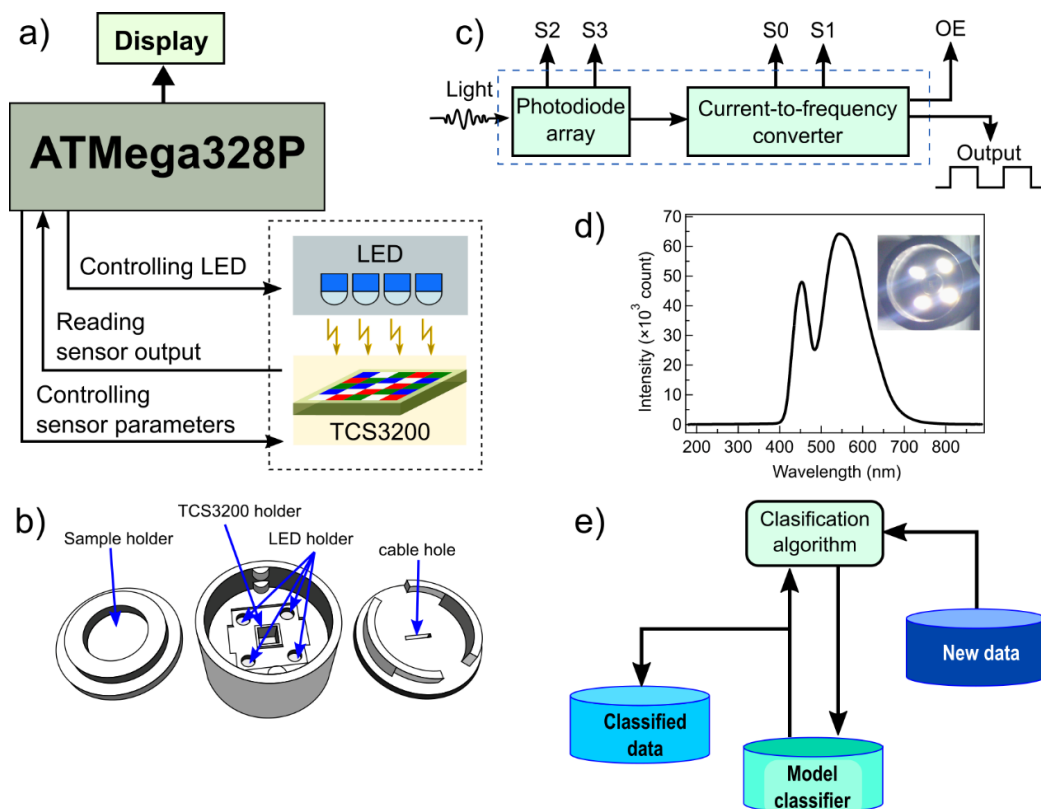 a)
Display
ATMega328P
Controlling LED
Reading
sensor output
Controlling
sensor parameters
LED
TCS3200
b)
Sample holder
TCS3200 holder
LED holder
cable hole
c)
S2
S3
S0
S1
OE
Light
Photodiode
array
Current-to-frequency
converter
Output
d)
Intensity (×10³ count)
70
60
50
40
30
20
10
0
200
300
400
500
600
700
800
Wavelength (nm)
e)
Clasification
algorithm
New data
Classified
data
Model
classifier